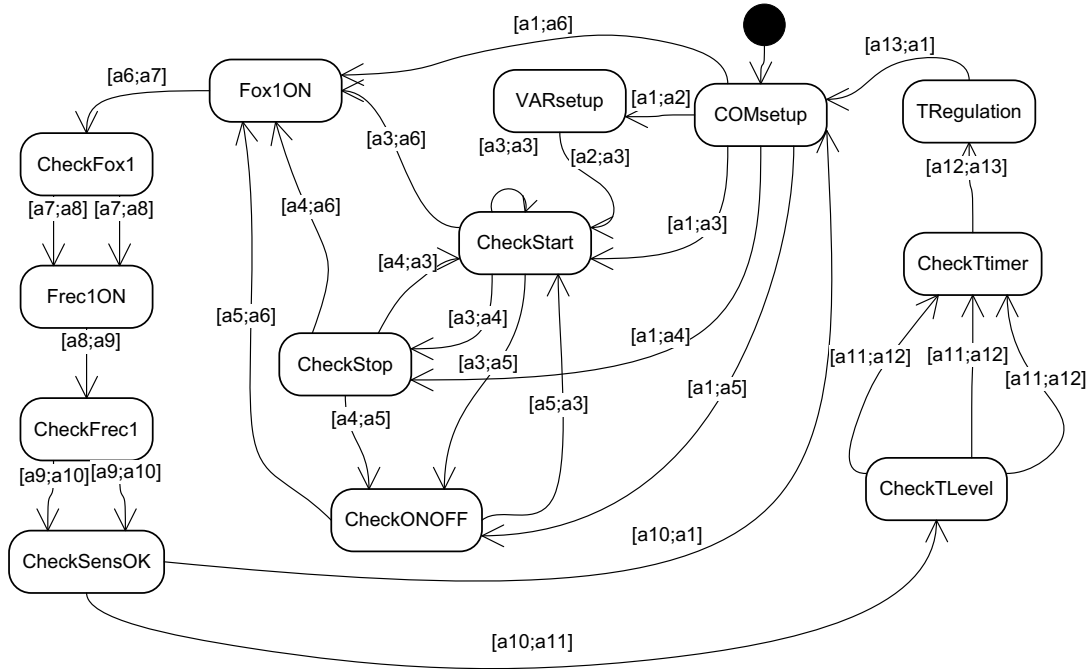 [a1;a6]
[a13;a1]
[a6;a7]
Fox1ON
VARsetup
[a1;a2]
COMsetup
TRegulation
[a3;a6]
[a3;a3]
[a2;a3]
CheckFox1
[a12;a13]
[a7;a8]
[a7;a8]
[a4;a6]
[a1;a3]
CheckStart
[a4;a3]
CheckTtimer
Frec1ON
[a5;a6]
[a3;a4]
[a8;a9]
[a1;a4]
[a3;a5]
[a11;a12]
[a11;a12]
[a11;a12]
CheckStop
[a1;a5]
[a5;a3]
[a4;a5]
CheckFrec1
[a9;a10]
[a9;a10]
CheckTLevel
CheckONOFF
[a10;a1]
CheckSensOK
[a10;a11]